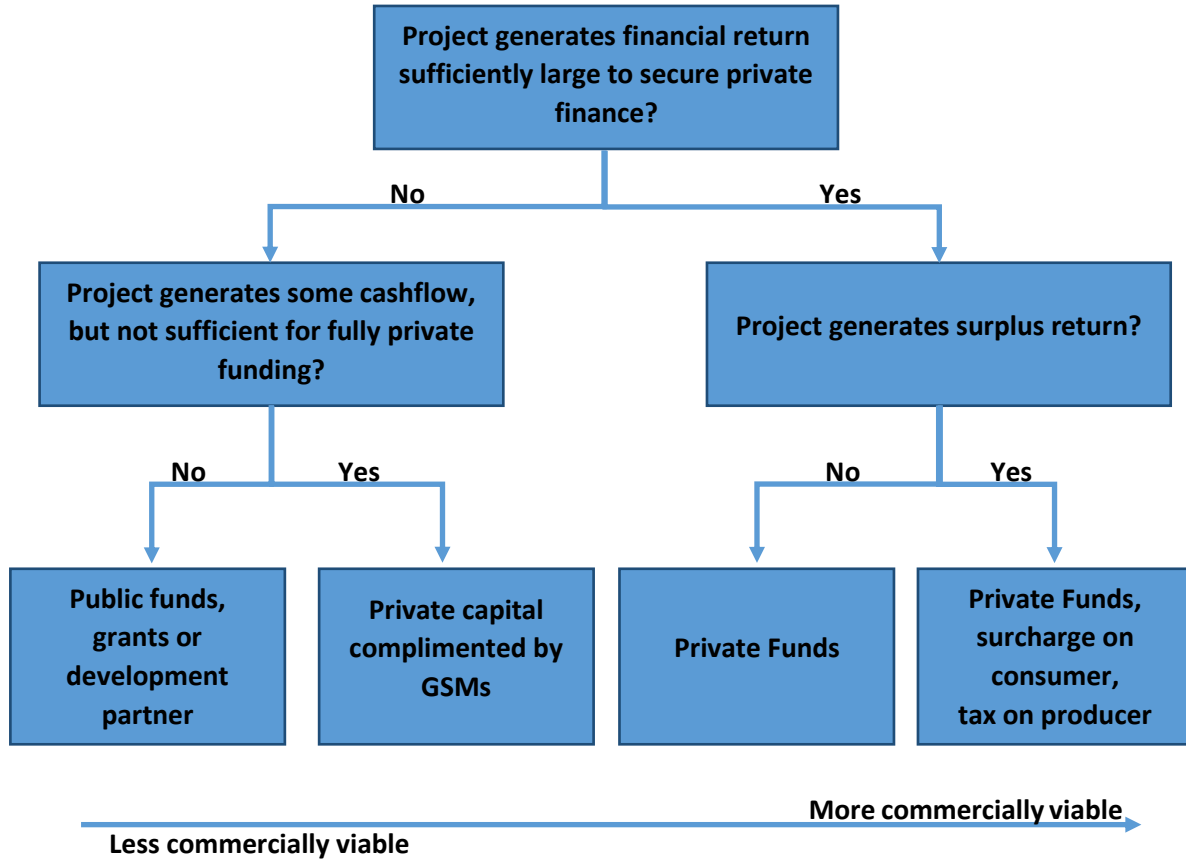 Project generates financial return
sufficiently large to secure private
finance?
No
Yes
Project generates some cashflow,
but not sufficient for fully private
funding?
Project generates surplus return?
No
Yes
No
Yes
Public funds,
grants or
development
partner
Private capital
complimented by
GSMs
Private Funds
Private Funds,
surcharge on
consumer,
tax on producer
More commercially viable
Less commercially viable